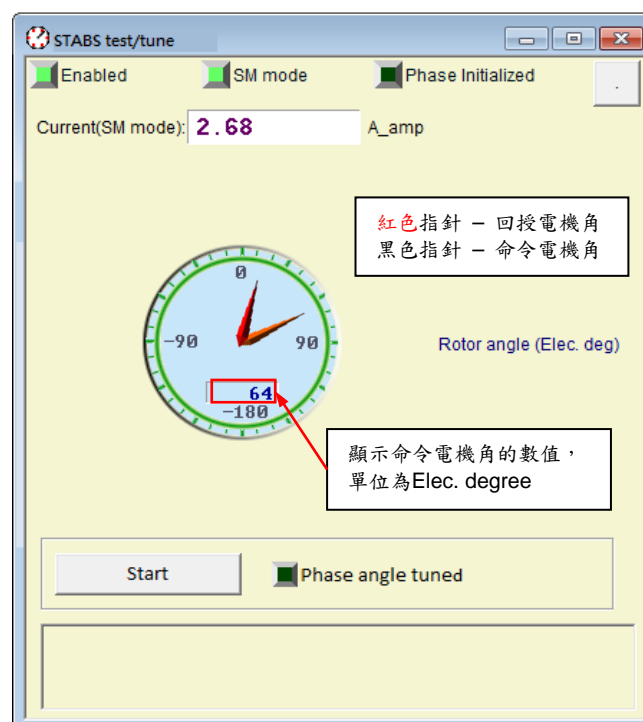 STABS test/tune
Enabled SM mode Phase Initialized .
Current(SM mode): 2.68 A_amp
紅色指針 – 回授電機角
黑色指針 – 命令電機角
0
-90 90
Rotor angle (Elec. deg)
64
-180
顯示命令電機角的數值，
單位為Elec. degree
Start Phase angle tuned